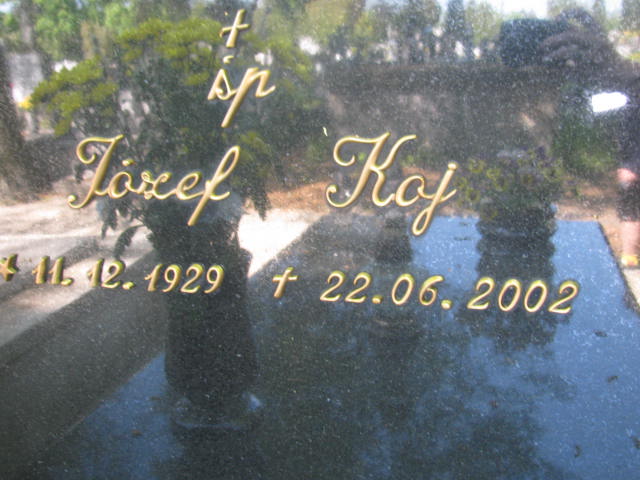 †
śp
Józef Koj
* 11.12.1929 † 22.06.2002